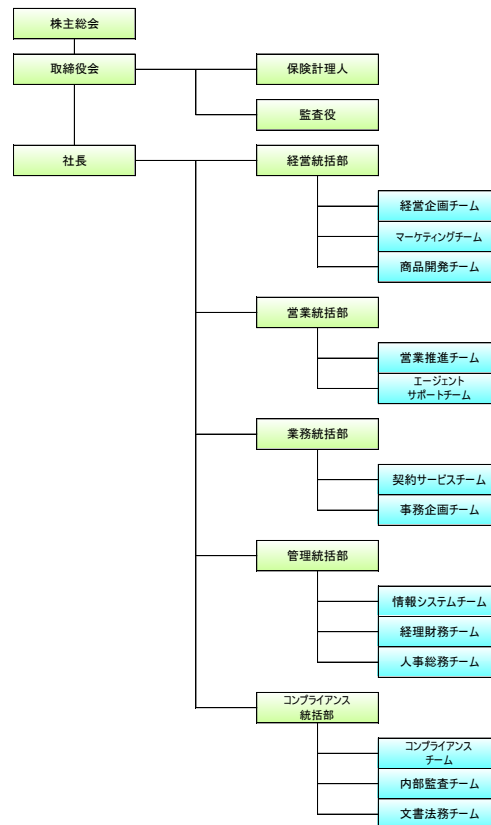 株主総会
取締役会
保険計理人
監査役
社長
経営統括部
経営企画チーム
マーケティングチーム
商品開発チーム
営業統括部
営業推進チーム
エージェント
サポートチーム
業務統括部
契約サービスチーム
事務企画チーム
管理統括部
情報システムチーム
経理財務チーム
人事総務チーム
コンプライアンス
統括部
コンプライアンス
チーム
内部監査チーム
文書法務チーム